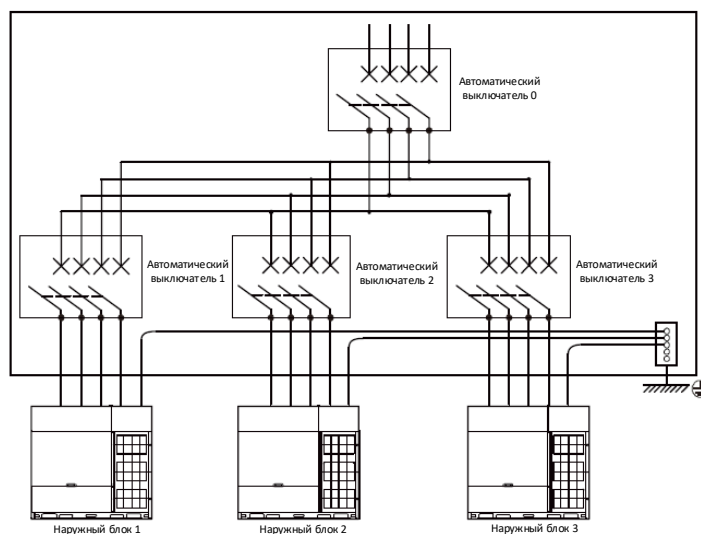 Автоматический
выключатель 0
Автоматический
выключатель 1
Автоматический
выключатель 2
Автоматический
выключатель 3
Наружный блок 1
Наружный блок 2
Наружный блок 3